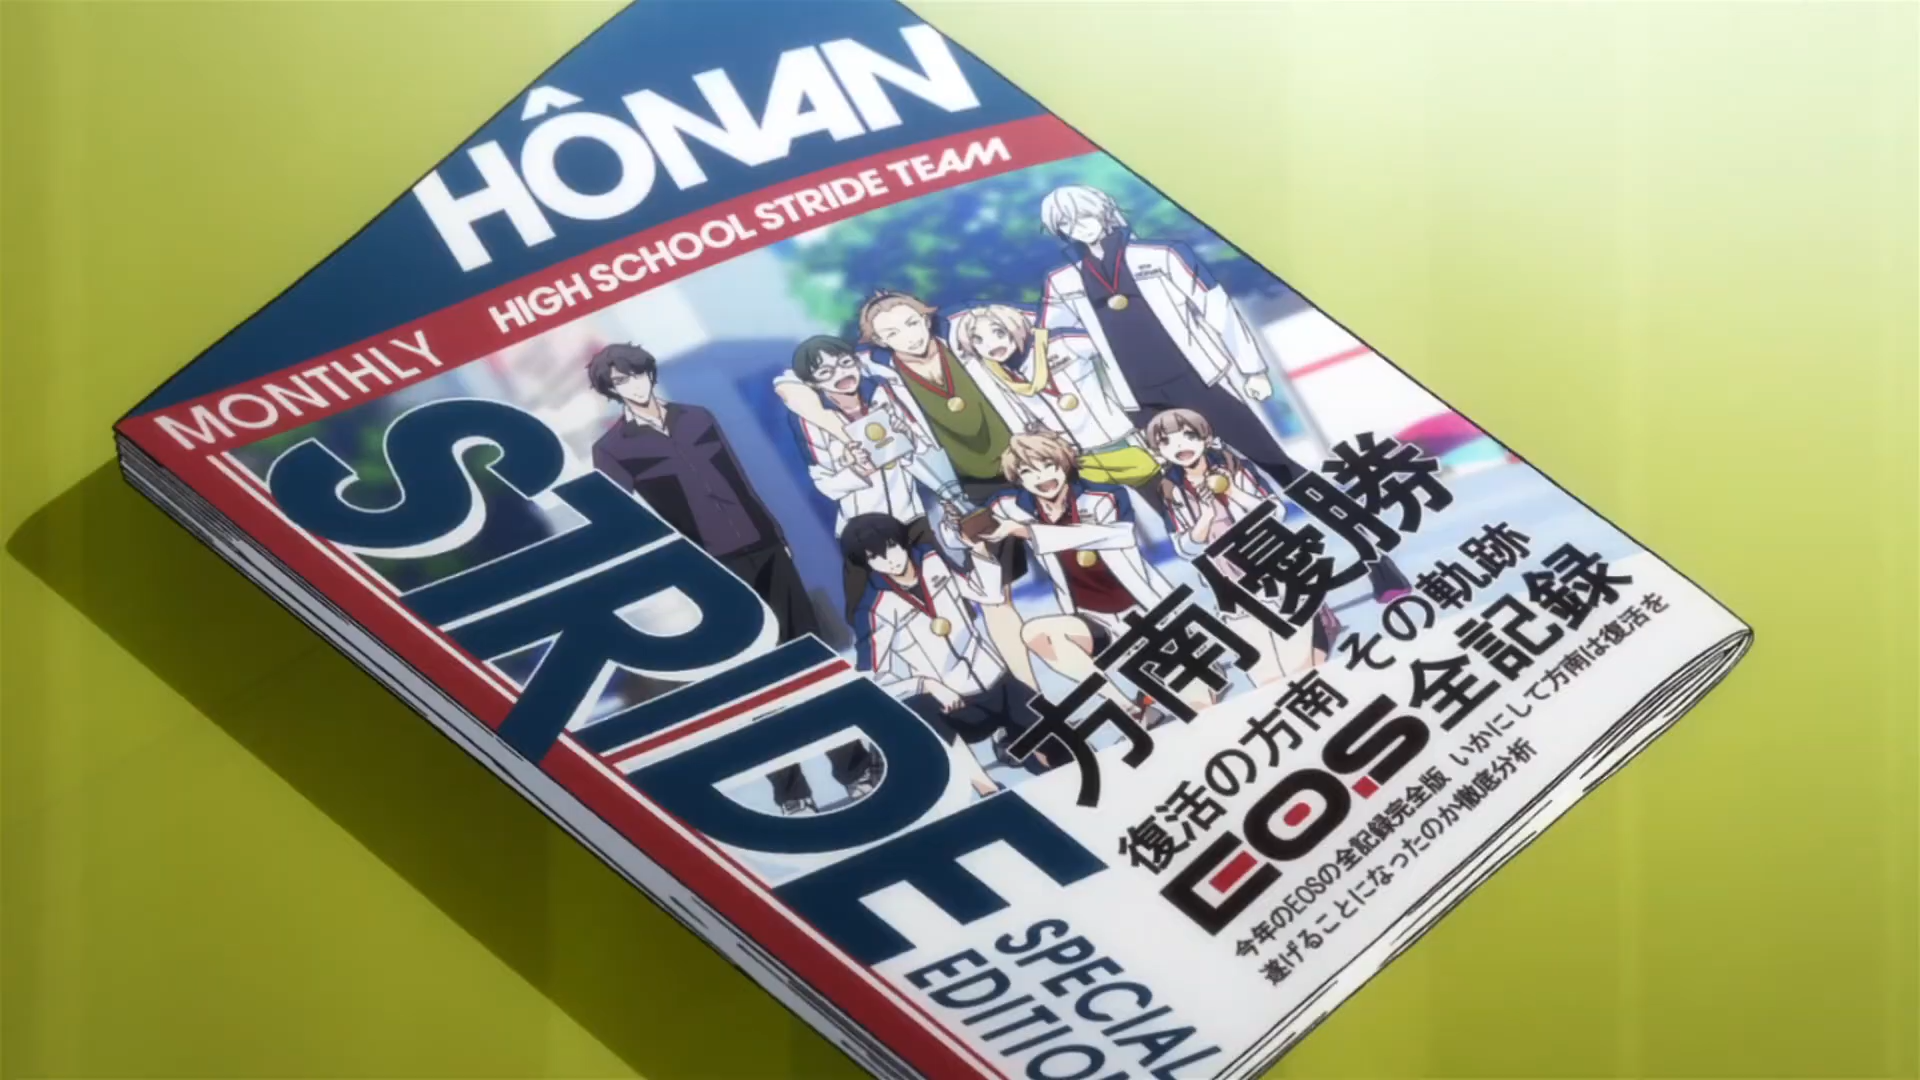 HÔNAN
HIGH SCHOOL STRIDE TEAM
MONTHLY
STRIDE
SPECIAL
EDITION
方南優勝
復活の方南 その軌跡
EOS全記録
今年のEOSの全記録完全版 いかにして方南は復活を
遂げることになったのか徹底分析